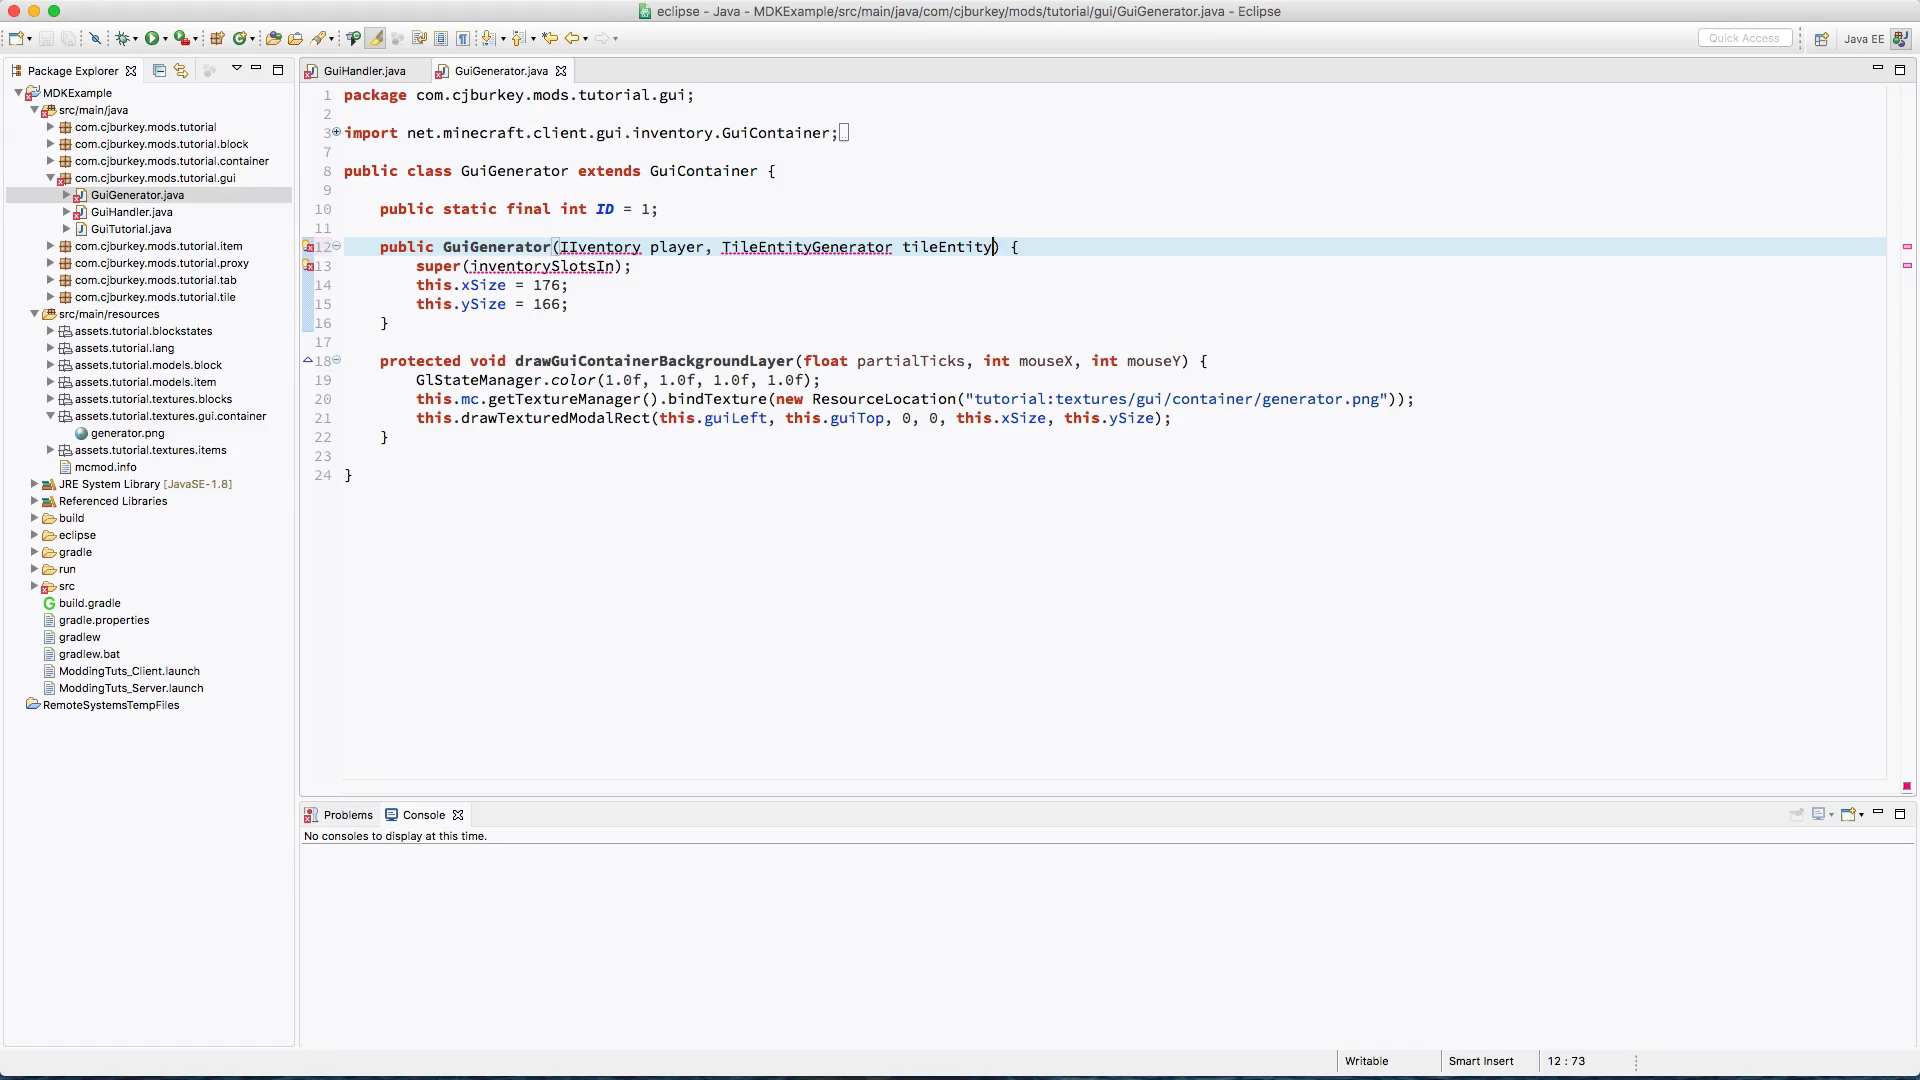 eclipse - Java - MDKExample/src/main/java/com/cjburkey/mods/tutorial/gui/GuiGenerator.java - Eclipse
Quick Access
Java EE
Package Explorer
GuiHandler.java
GuiGenerator.java
MDKExample
src/main/java
com.cjburkey.mods.tutorial
com.cjburkey.mods.tutorial.block
com.cjburkey.mods.tutorial.container
com.cjburkey.mods.tutorial.gui
GuiGenerator.java
GuiHandler.java
GuiTutorial.java
com.cjburkey.mods.tutorial.item
com.cjburkey.mods.tutorial.proxy
com.cjburkey.mods.tutorial.tab
com.cjburkey.mods.tutorial.tile
src/main/resources
assets.tutorial.blockstates
assets.tutorial.lang
assets.tutorial.models.block
assets.tutorial.models.item
assets.tutorial.textures.blocks
assets.tutorial.textures.gui.container
generator.png
assets.tutorial.textures.items
mcmod.info
JRE System Library [JavaSE-1.8]
Referenced Libraries
build
eclipse
gradle
run
src
build.gradle
gradle.properties
gradlew
gradlew.bat
ModdingTuts_Client.launch
ModdingTuts_Server.launch
RemoteSystemsTempFiles
1 package com.cjburkey.mods.tutorial.gui;
2
3 import net.minecraft.client.gui.inventory.GuiContainer;
7
8 public class GuiGenerator extends GuiContainer {
9
10 public static final int ID = 1;
11
12 public GuiGenerator(IIventory player, TileEntityGenerator tileEntity) {
13 super(inventorySlotsIn);
14 this.xSize = 176;
15 this.ySize = 166;
16 }
17
18 protected void drawGuiContainerBackgroundLayer(float partialTicks, int mouseX, int mouseY) {
19 GlStateManager.color(1.0f, 1.0f, 1.0f, 1.0f);
20 this.mc.getTextureManager().bindTexture(new ResourceLocation("tutorial:textures/gui/container/generator.png"));
21 this.drawTexturedModalRect(this.guiLeft, this.guiTop, 0, 0, this.xSize, this.ySize);
22 }
23
24 }
Problems
Console
No consoles to display at this time.
Writable
Smart Insert
12 : 73